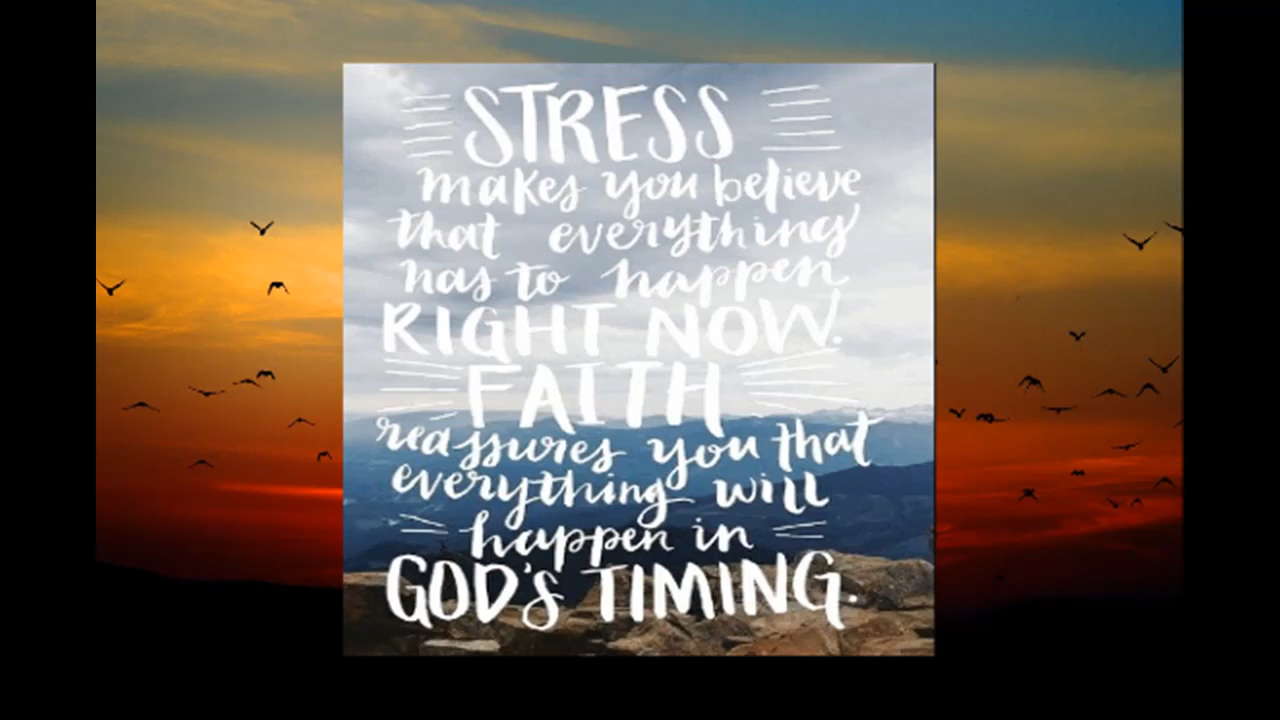 STRESS
makes you believe
that everything
has to happen
RIGHT NOW.
FAITH
reassures you that
everything will
happen in
GOD'S TIMING.